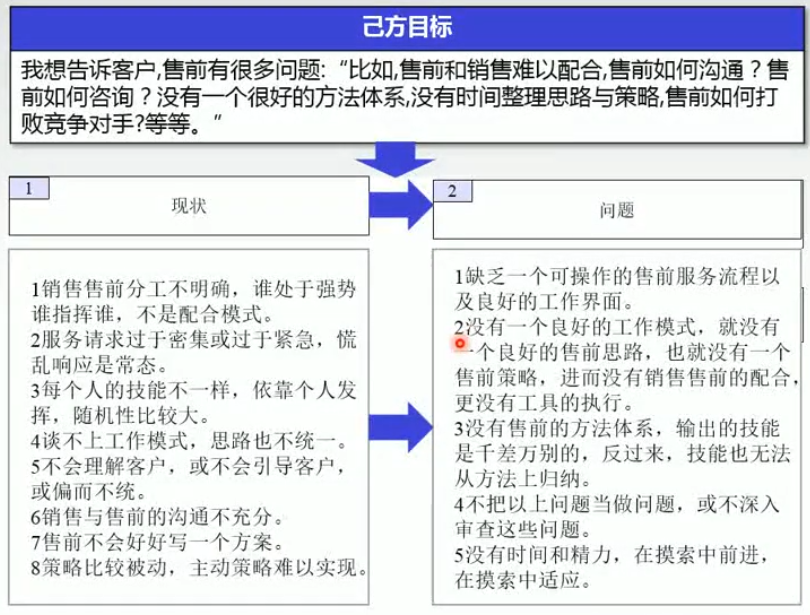 己方目标
我想告诉客户,售前有很多问题:“比如,售前和销售难以配合,售前如何沟通？售
前如何咨询？没有一个很好的方法体系,没有时间整理思路与策略,售前如何打
败竞争对手?等等。”
1
现状
2
问题
1销售售前分工不明确，谁处于强势
谁指挥谁，不是配合模式。
2服务请求过于密集或过于紧急，慌
乱响应是常态。
3每个人的技能不一样，依靠个人发
挥，随机性比较大。
4谈不上工作模式，思路也不统一。
5不会理解客户，或不会引导客户，
或偏而不统。
6销售与售前的沟通不充分。
7售前不会好好写一个方案。
8策略比较被动，主动策略难以实现。
1缺乏一个可操作的售前服务流程以
及良好的工作界面。
2没有一个良好的工作模式，就没有
一个良好的售前思路，也就没有一个
售前策略，进而没有销售售前的配合，
更没有工具的执行。
3没有售前的方法体系，输出的技能
是千差万别的，反过来，技能也无法
从方法上归纳。
4不把以上问题当做问题，或不深入
审查这些问题。
5没有时间和精力，在摸索中前进，
在摸索中适应。